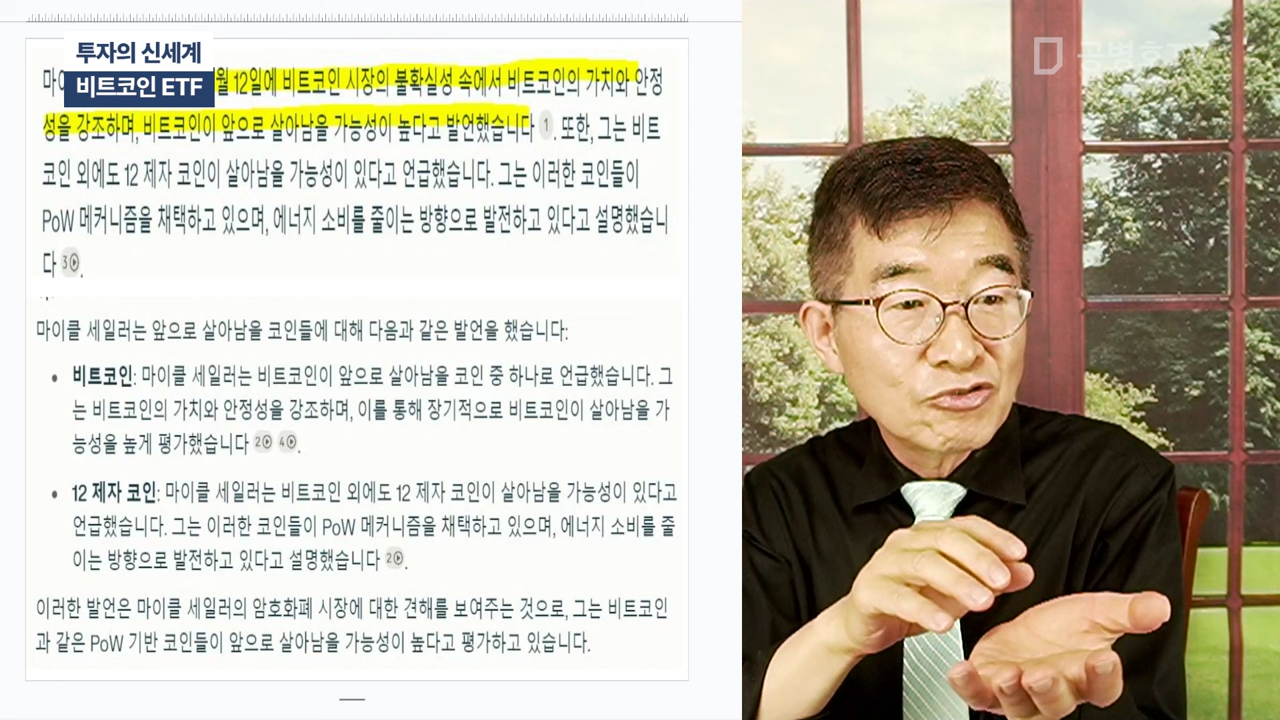 투자의 신세계
비트코인 ETF
마이
월 12일에 비트코인 시장의 불확실성 속에서 비트코인의 가치와 안정
성을 강조하며, 비트코인이 앞으로 살아남을 가능성이 높다고 발언했습니다 1. 또한, 그는 비트
코인 외에도 12 제자 코인이 살아남을 가능성이 있다고 언급했습니다. 그는 이러한 코인들이
PoW 메커니즘을 채택하고 있으며, 에너지 소비를 줄이는 방향으로 발전하고 있다고 설명했습니
다 3.
마이클 세일러는 앞으로 살아남을 코인들에 대해 다음과 같은 발언을 했습니다:
• 비트코인: 마이클 세일러는 비트코인이 앞으로 살아남을 코인 중 하나로 언급했습니다. 그
는 비트코인의 가치와 안정성을 강조하며, 이를 통해 장기적으로 비트코인이 살아남을 가
능성을 높게 평가했습니다 2 4.
• 12 제자 코인: 마이클 세일러는 비트코인 외에도 12 제자 코인이 살아남을 가능성이 있다고
언급했습니다. 그는 이러한 코인들이 PoW 메커니즘을 채택하고 있으며, 에너지 소비를 줄
이는 방향으로 발전하고 있다고 설명했습니다 2.
이러한 발언은 마이클 세일러의 암호화폐 시장에 대한 견해를 보여주는 것으로, 그는 비트코인
과 같은 PoW 기반 코인들이 앞으로 살아남을 가능성이 높다고 평가하고 있습니다.
공병호TV